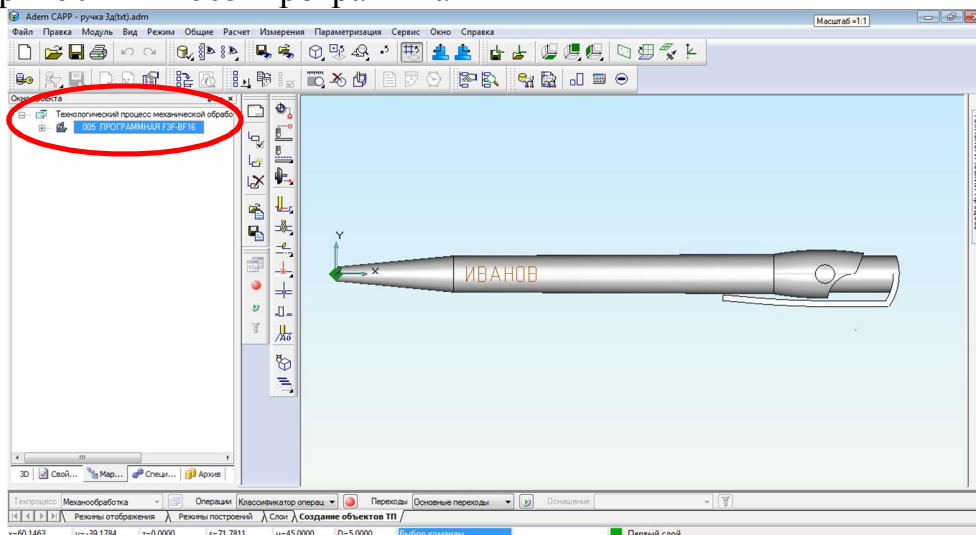 Adem CAPP - ручка 3д(txt).adm
Масштаб =1:1
Файл Правка Модуль Вид Режим Общие Расчет Измерения Параметризация Сервис Окно Справка
Технологический процесс механической обрабо
005 ПРОГРАММНАЯ F3F-BF16
Y
X
ИВАНОВ
3D Свой... Мар... Специ... Архив
Техпроцесс Механообработка Операции Классификатор операц Переходы Основные переходы Оснащение
Режимы отображения Режимы построений Слои Создание объектов ТП
x=60.1463 y=-39.1784 z=0.0000 s=71.7811 u=45.0000 D=5.0000 Выбор команды Первый слой